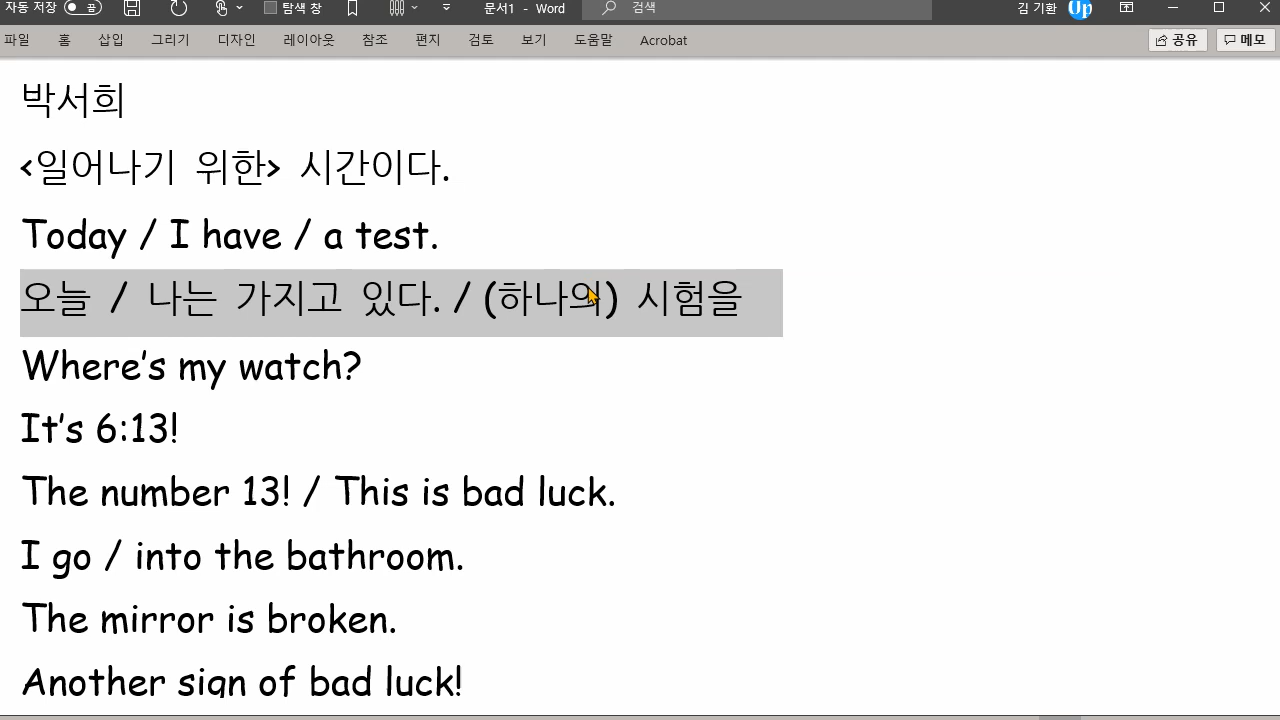 자동 저장 끔 탐색 창 문서1 - Word 검색 김 기환 Up
파일 홈 삽입 그리기 디자인 레이아웃 참조 편지 검토 보기 도움말 Acrobat 공유 메모
박서희
<일어나기 위한> 시간이다.
Today / I have / a test.
오늘 / 나는 가지고 있다. / (하나의) 시험을
Where's my watch?
It's 6:13!
The number 13! / This is bad luck.
I go / into the bathroom.
The mirror is broken.
Another sign of bad luck!